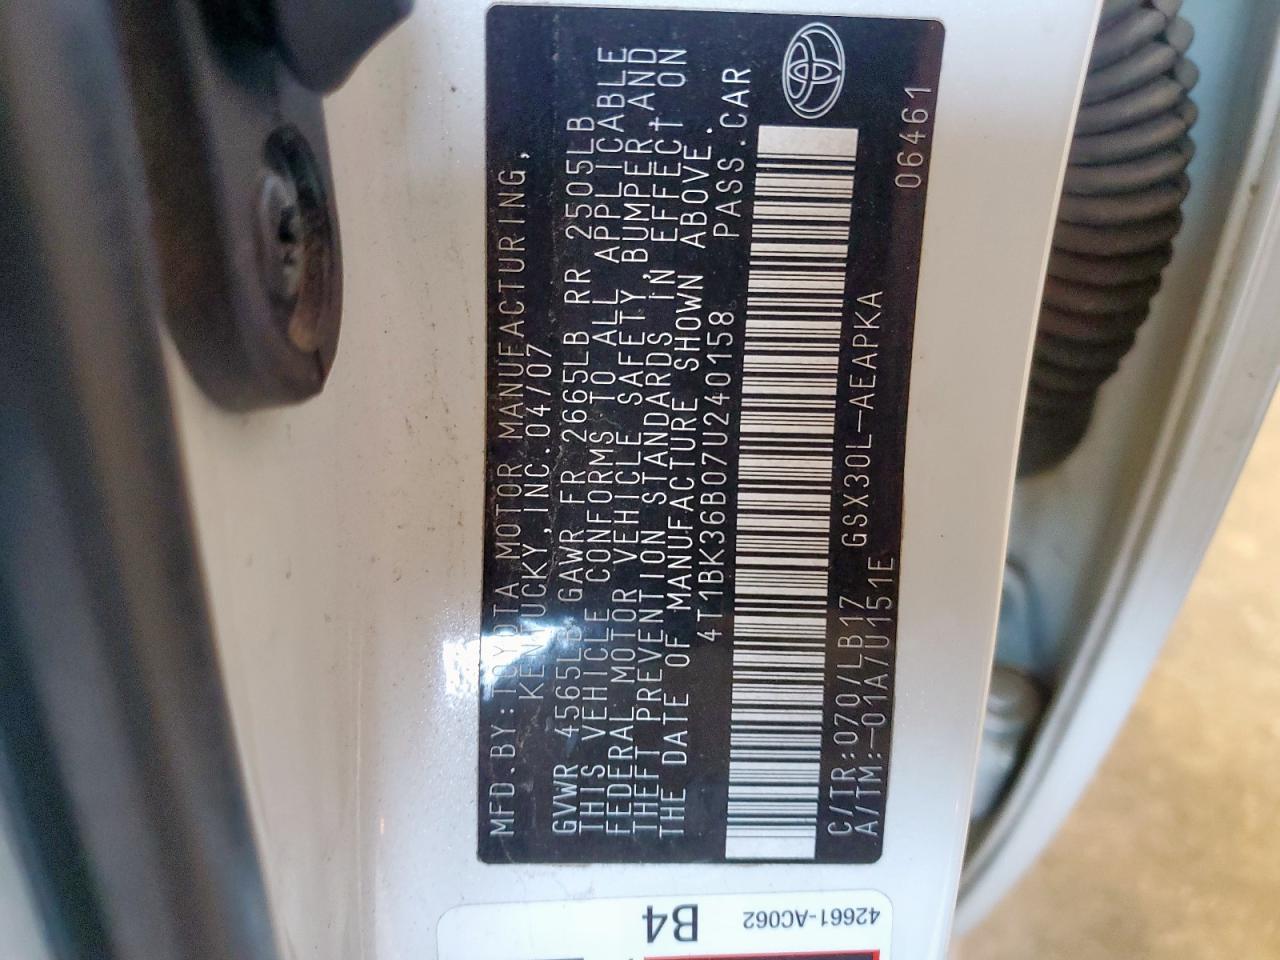 MFD.BY:TOYOTA MOTOR MANUFACTURING,
KENTUCKY,INC.04/07
GVWR 4565LB GAWR FR 2665LB RR 2505LB
THIS VEHICLE CONFORMS TO ALL APPLICABLE
FEDERAL MOTOR VEHICLE SAFETY,BUMPER,AND
THEFT PREVENTION STANDARDS IN EFFECT ON
THE DATE OF MANUFACTURE SHOWN ABOVE.
4T1BK36B07U240158 PASS.CAR
C/TR:070/LB17 GSX30L-AEAPKA
A/TM:-01A/U151E 06461
42661-AC062
B4